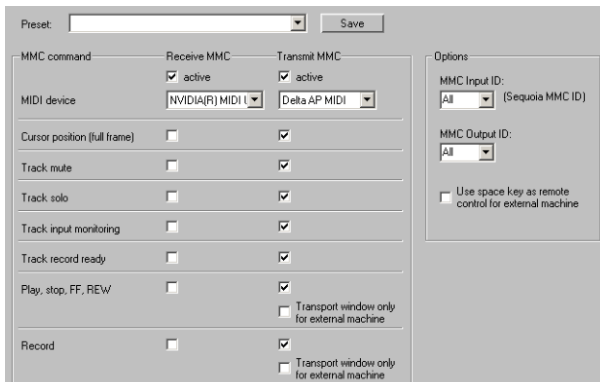 Preset:
Save
MMC command Receive MMC Transmit MMC
active active
MIDI device NVIDIA(R) MIDI U Delta AP MIDI
Cursor position (full frame)
Track mute
Track solo
Track input monitoring
Track record ready
Play, stop, FF, REW
Transport window only
for external machine
Record
Transport window only
for external machine
Options
MMC Input ID:
All (Sequoia MMC ID)
MMC Output ID:
All
Use space key as remote
control for external machine